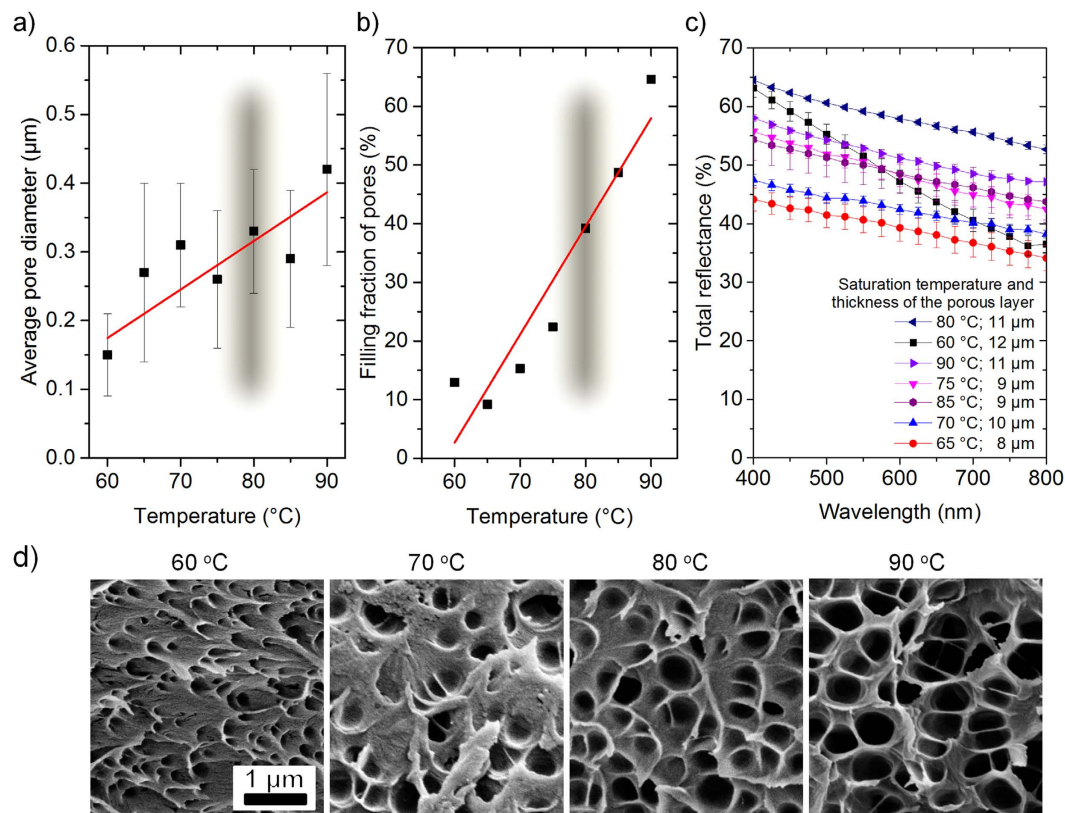 a)
0.6
0.5
0.4
0.3
0.2
0.1
0.0
60
70
80
90
Average pore diameter (µm)
Temperature (°C)
b)
70
60
50
40
30
20
10
0
60
70
80
90
Filling fraction of pores (%)
Temperature (°C)
c)
70
60
50
40
30
20
10
0
400
500
600
700
800
Total reflectance (%)
Wavelength (nm)
Saturation temperature and
thickness of the porous layer
80 °C; 11 µm
60 °C; 12 µm
90 °C; 11 µm
75 °C; 9 µm
85 °C; 9 µm
70 °C; 10 µm
65 °C; 8 µm
d)
60 °C
70 °C
80 °C
90 °C
1 µm